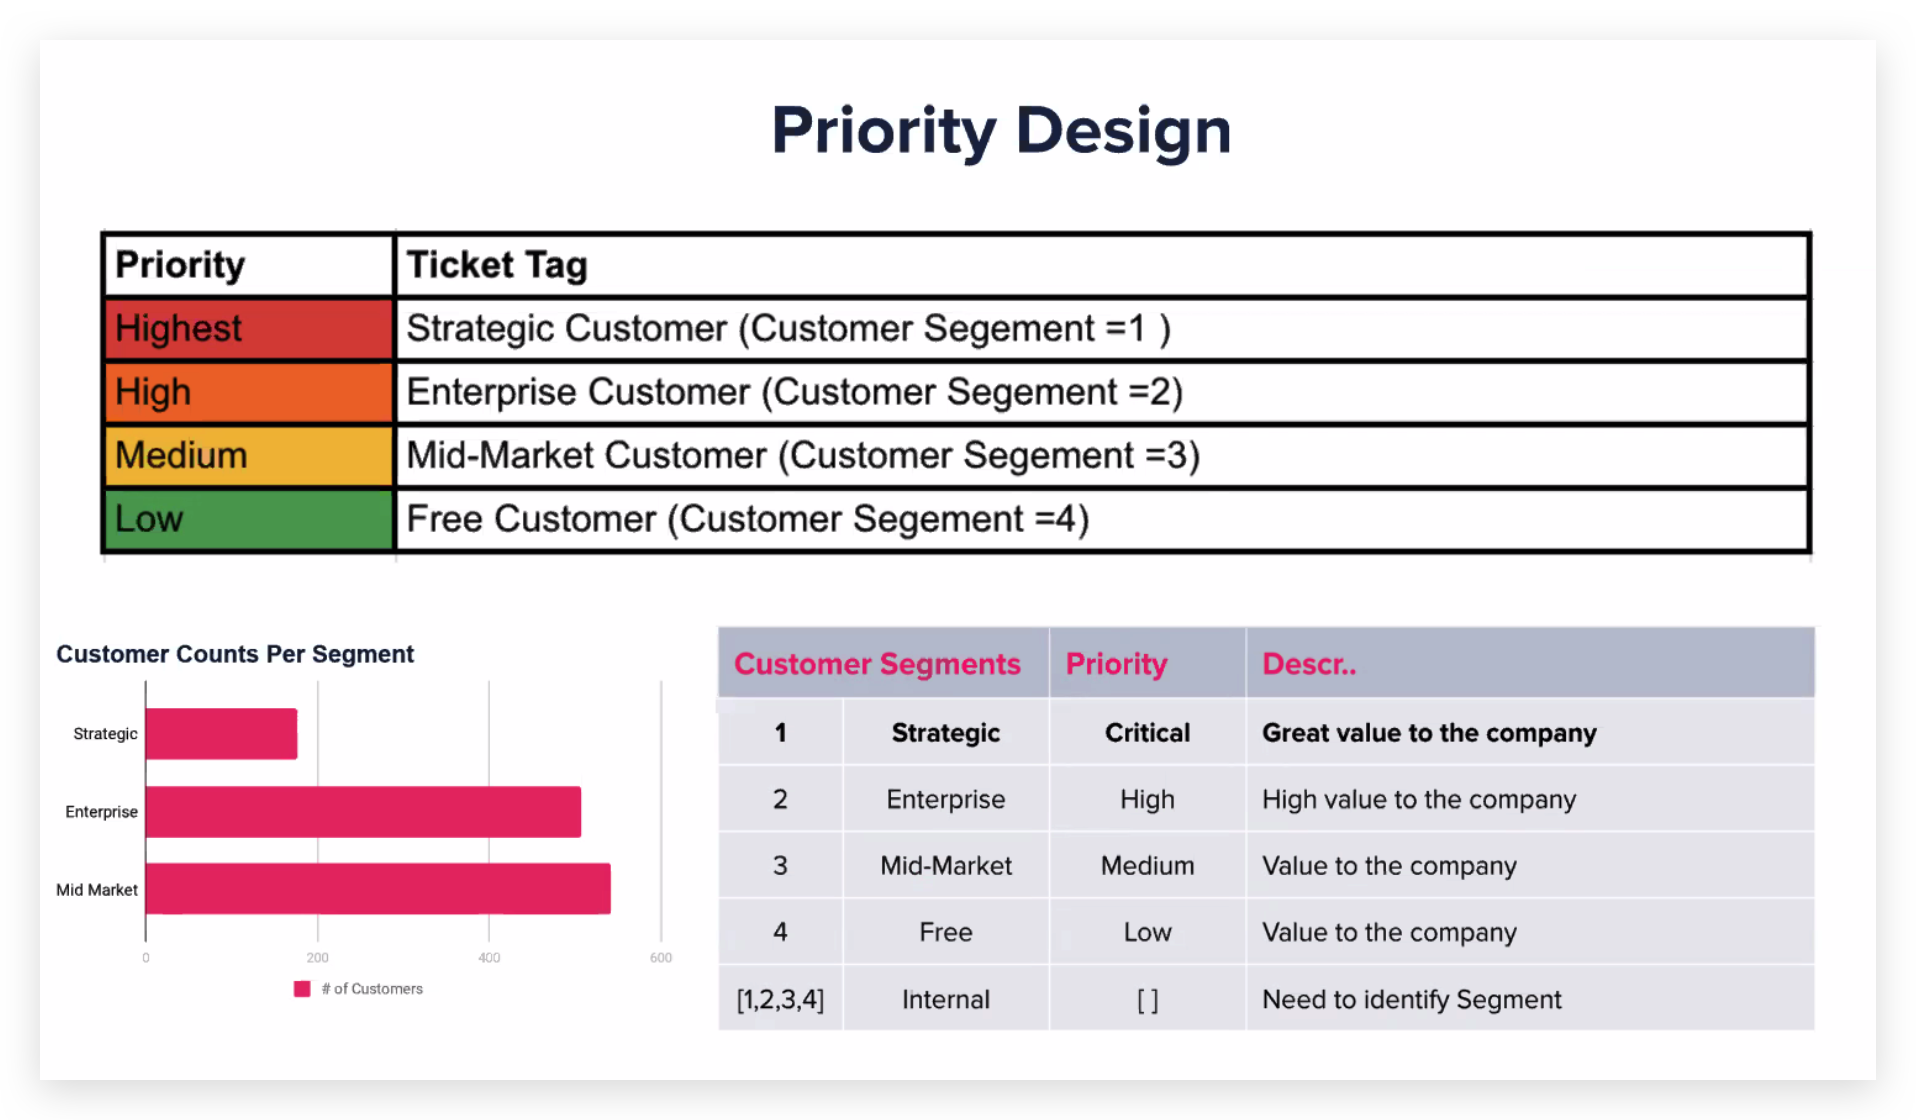 Priority Design
Priority Ticket Tag
Highest Strategic Customer (Customer Segement =1 )
High Enterprise Customer (Customer Segement =2)
Medium Mid-Market Customer (Customer Segement =3)
Low Free Customer (Customer Segement =4)
Customer Counts Per Segment
Strategic
Enterprise
Mid Market
0 200 400 600
# of Customers
Customer Segments Priority Descr..
1 Strategic Critical Great value to the company
2 Enterprise High High value to the company
3 Mid-Market Medium Value to the company
4 Free Low Value to the company
[1,2,3,4] Internal [ ] Need to identify Segment